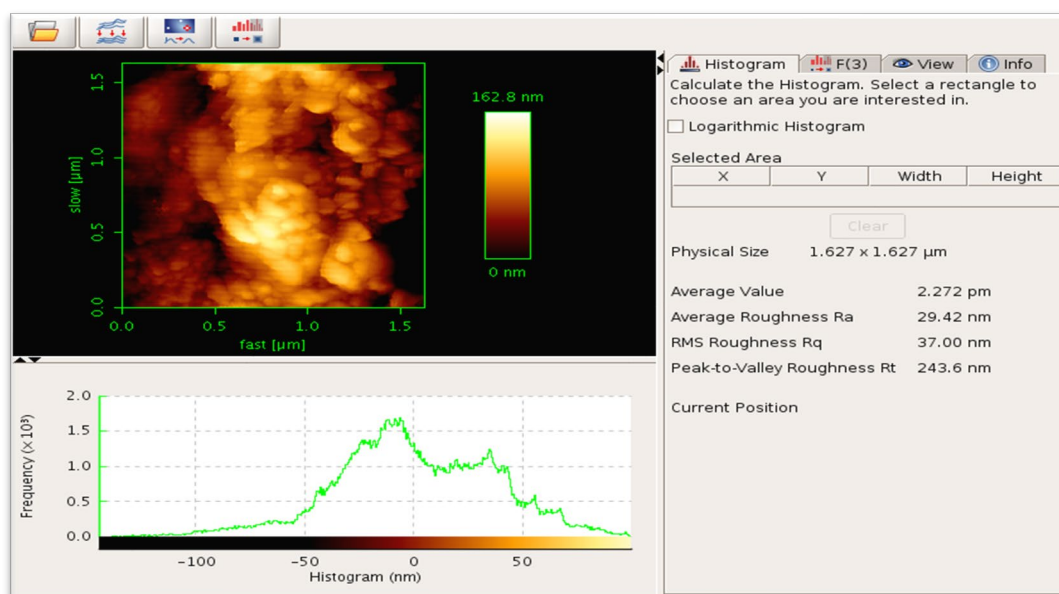 162.8 nm
0 nm
slow [µm]
1.5
1.0
0.5
0.0
0.0 0.5 1.0 1.5
fast [µm]
Histogram F(3) View Info
Calculate the Histogram. Select a rectangle to
choose an area you are interested in.
Logarithmic Histogram
Selected Area
X Y Width Height
Clear
Physical Size 1.627 x 1.627 µm
Average Value 2.272 pm
Average Roughness Ra 29.42 nm
RMS Roughness Rq 37.00 nm
Peak-to-Valley Roughness Rt 243.6 nm
Current Position
Frequency (×10³)
2.0
1.5
1.0
0.5
0.0
−100 −50 0 50
Histogram (nm)